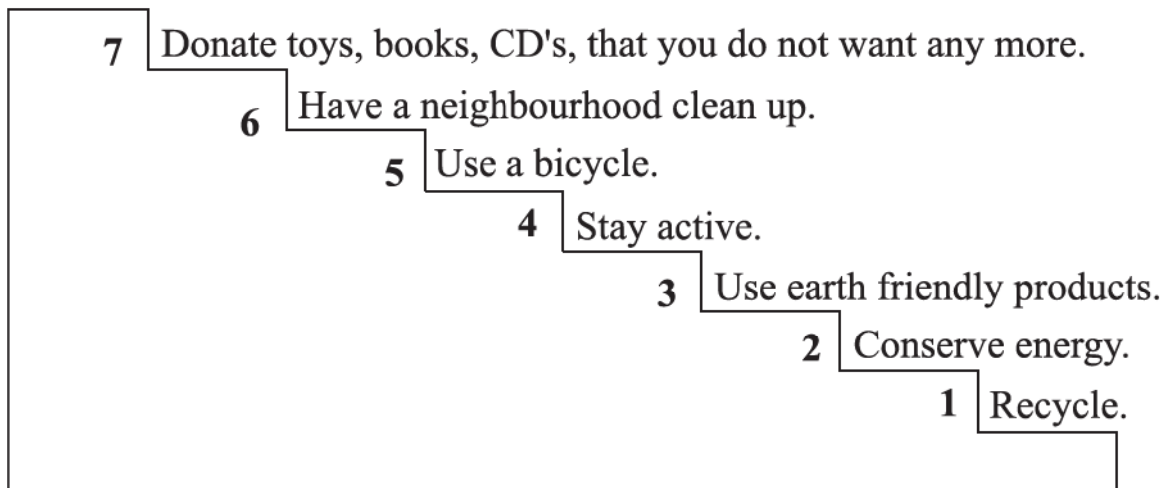 7 Donate toys, books, CD's, that you do not want any more.
6 Have a neighbourhood clean up.
5 Use a bicycle.
4 Stay active.
3 Use earth friendly products.
2 Conserve energy.
1 Recycle.